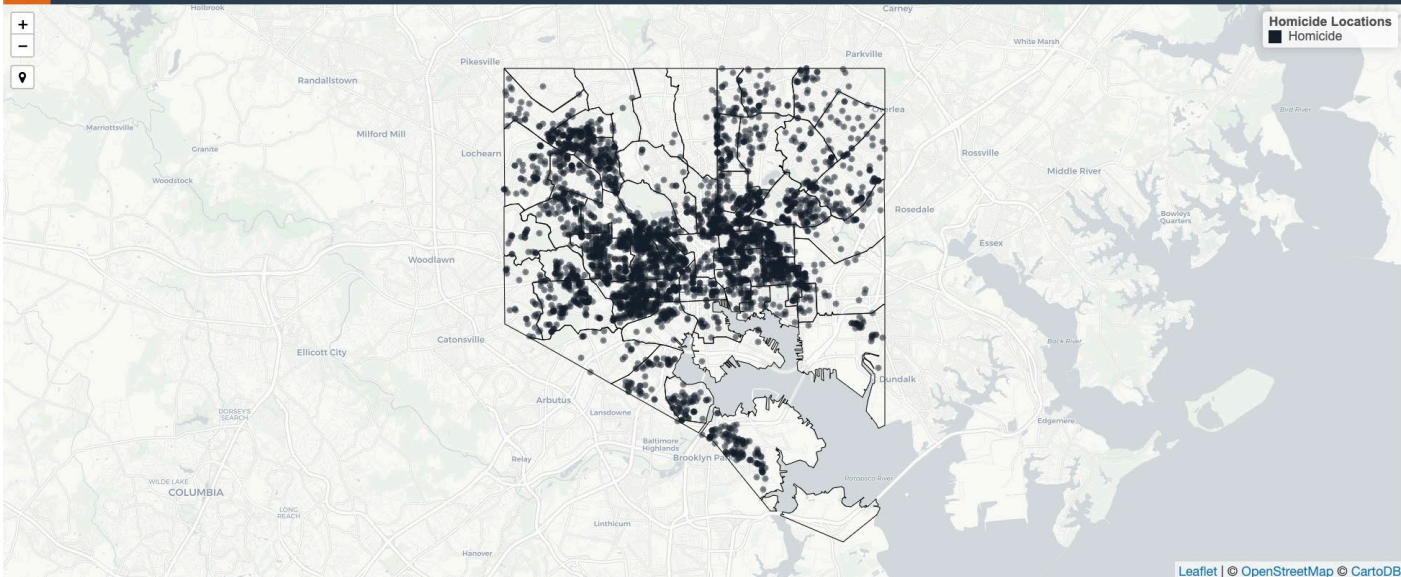 Holbrook
Carney
+
−
Homicide Locations
Homicide
White Marsh
Parkville
Pikesville
Randallstown
Overlea
Bird River
Marriottsville
Milford Mill
Granite
Lochearn
Rossville
Middle River
Woodstock
Rosedale
Bowleys
Quarters
Essex
Woodlawn
Catonsville
Back River
Ellicott City
Dundalk
Arbutus
Lansdowne
DORSEY'S
SEARCH
Edgemere
Baltimore
Highlands
Relay
Brooklyn Par
Patapsco River
WILDE LAKE
COLUMBIA
LONG
REACH
Linthicum
Hanover
Leaflet | © OpenStreetMap © CartoDB